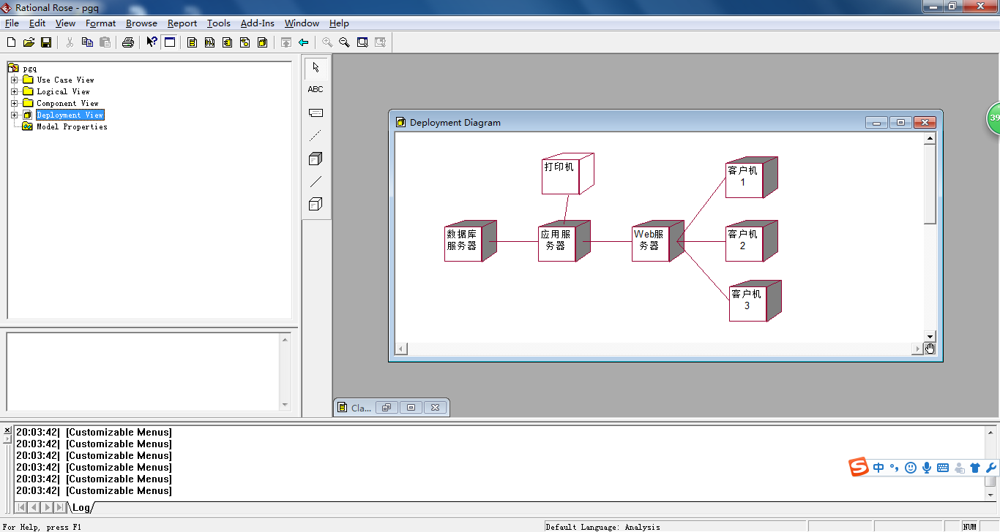 Rational Rose - pgq
File Edit View Format Browse Report Tools Add-Ins Window Help
pgq
Use Case View
Logical View
Component View
Deployment View
Model Properties
ABC
Deployment Diagram
打印机
客户机
1
数据库
服务器
应用服
务器
Web服
务器
客户机
2
客户机
3
Cla...
39
20:03:42| [Customizable Menus]
20:03:42| [Customizable Menus]
20:03:42| [Customizable Menus]
20:03:42| [Customizable Menus]
20:03:42| [Customizable Menus]
20:03:42| [Customizable Menus]
中
Log
For Help, press F1
Default Language: Analysis
NUM